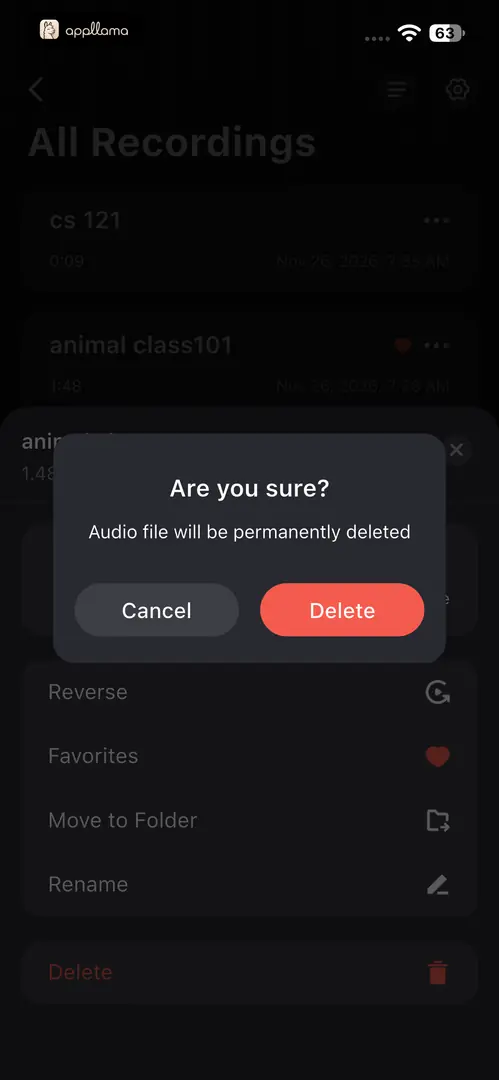 appllama
63
All Recordings
cs 121
0:09
animal class101
1:48
Are you sure?
Audio file will be permanently deleted
Cancel
Delete
Reverse
Favorites
Move to Folder
Rename
Delete